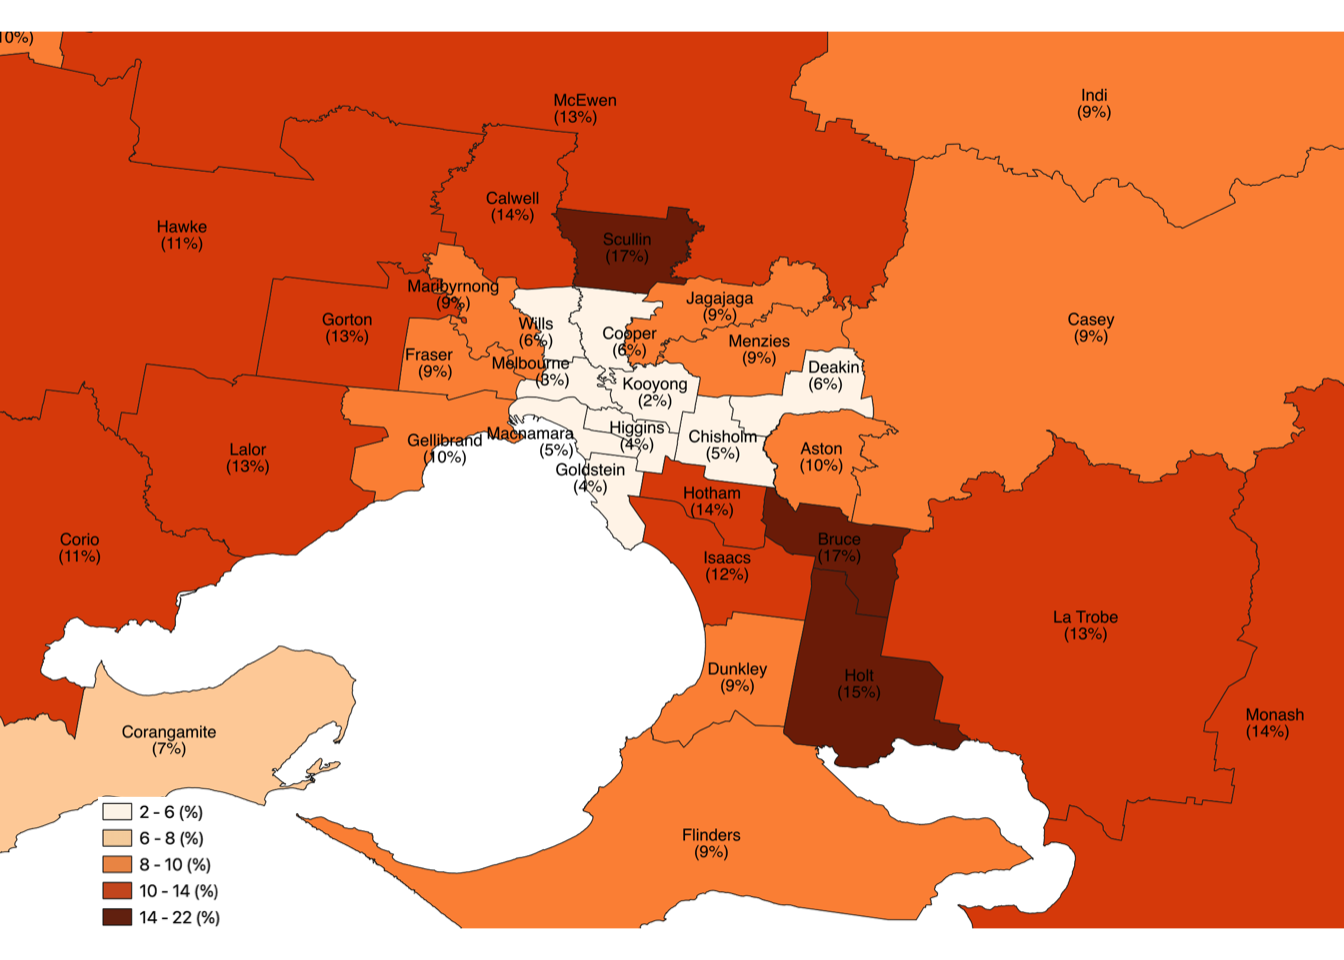 10%)
McEwen
(13%)
Indi
(9%)
Calwell
(14%)
Hawke
(11%)
Scullin
(17%)
Maribyrnong
(9%)
Jagajaga
(9%)
Gorton
(13%)
Wills
(6%)
Cooper
(6%)
Menzies
(9%)
Casey
(9%)
Fraser
(9%)
Melbourne
(3%)
Deakin
(6%)
Kooyong
(2%)
Lalor
(13%)
Gellibrand
(10%)
Macnamara
(5%)
Higgins
(4%)
Chisholm
(5%)
Aston
(10%)
Goldstein
(4%)
Hotham
(14%)
Corio
(11%)
Bruce
(17%)
Isaacs
(12%)
La Trobe
(13%)
Dunkley
(9%)
Holt
(15%)
Monash
(14%)
Corangamite
(7%)
Flinders
(9%)
2 - 6 (%)
6 - 8 (%)
8 - 10 (%)
10 - 14 (%)
14 - 22 (%)